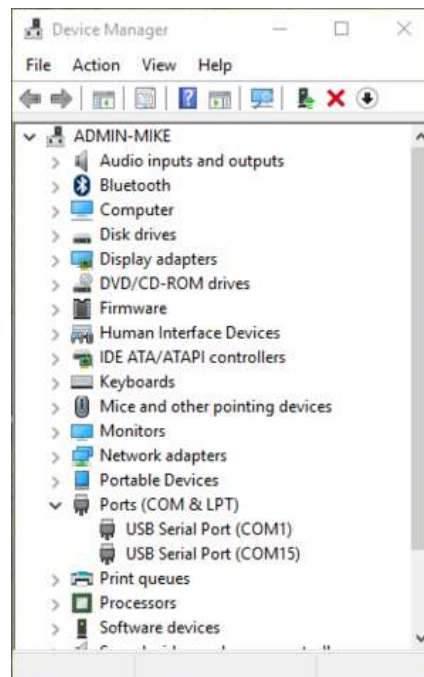 Device Manager
File Action View Help
ADMIN-MIKE
Audio inputs and outputs
Bluetooth
Computer
Disk drives
Display adapters
DVD/CD-ROM drives
Firmware
Human Interface Devices
IDE ATA/ATAPI controllers
Keyboards
Mice and other pointing devices
Monitors
Network adapters
Portable Devices
Ports (COM & LPT)
USB Serial Port (COM1)
USB Serial Port (COM15)
Print queues
Processors
Software devices